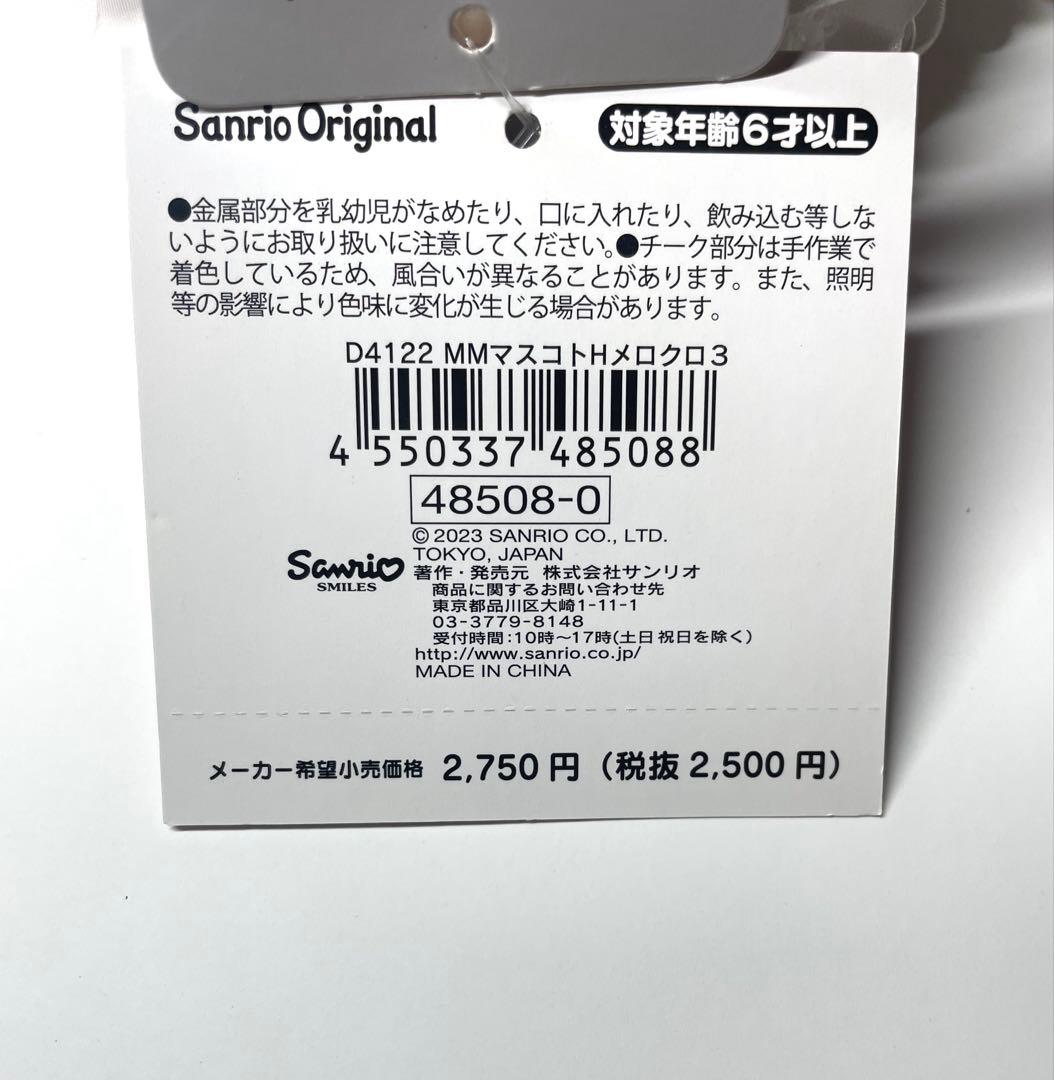 Sanrio Original
対象年齢6才以上
●金属部分を乳幼児がなめたり、口に入れたり、飲み込む等しな
いようにお取り扱いに注意してください。●チーク部分は手作業で
着色しているため、風合いが異なることがあります。また、照明
等の影響により色味に変化が生じる場合があります。
D4122 MMマスコトHメロクロ3
4 550337 485088
48508-0
© 2023 SANRIO CO., LTD.
TOKYO, JAPAN
Sanrio
SMILES
著作・発売元 株式会社サンリオ
商品に関するお問い合わせ先
東京都品川区大崎1-11-1
03-3779-8148
受付時間：10時～17時(土日祝日を除く)
http://www.sanrio.co.jp/
MADE IN CHINA
メーカー希望小売価格 2,750円（税抜2,500円）